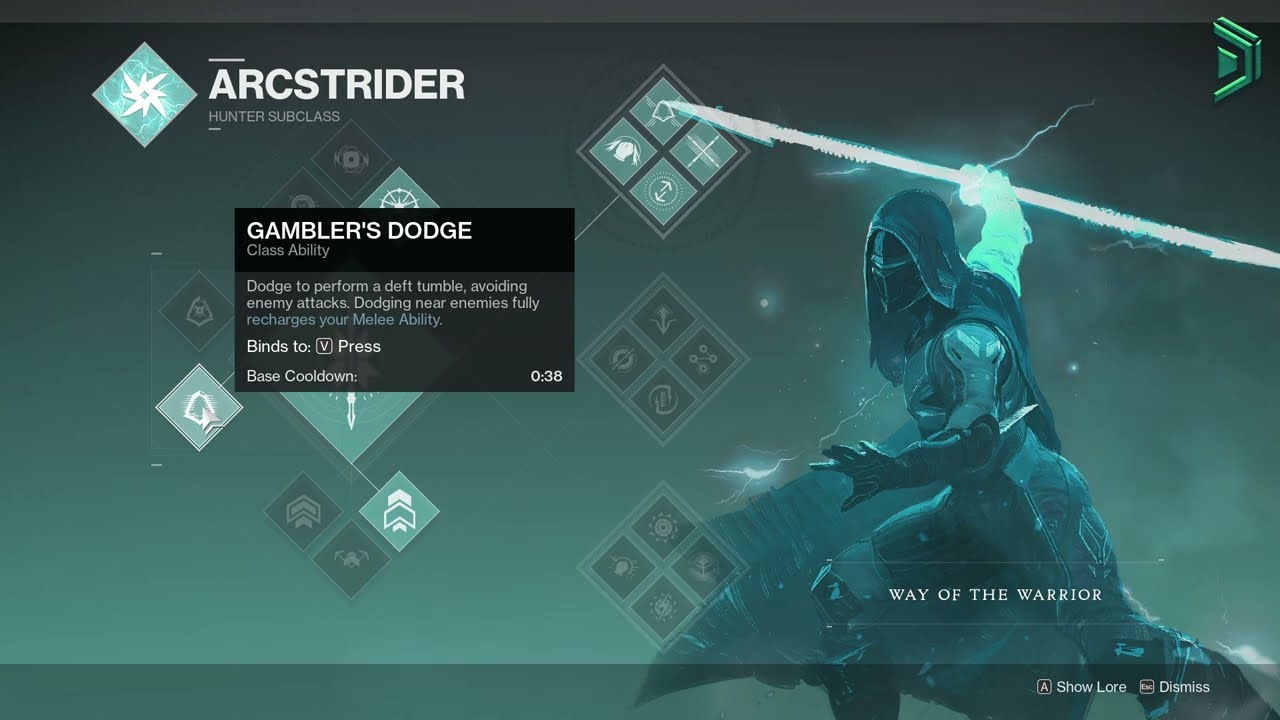 ARCSTRIDER
HUNTER SUBCLASS
GAMBLER'S DODGE
Class Ability
Dodge to perform a deft tumble, avoiding
enemy attacks. Dodging near enemies fully
recharges your Melee Ability.
Binds to: V Press
Base Cooldown: 0:38
WAY OF THE WARRIOR
A Show Lore Esc Dismiss